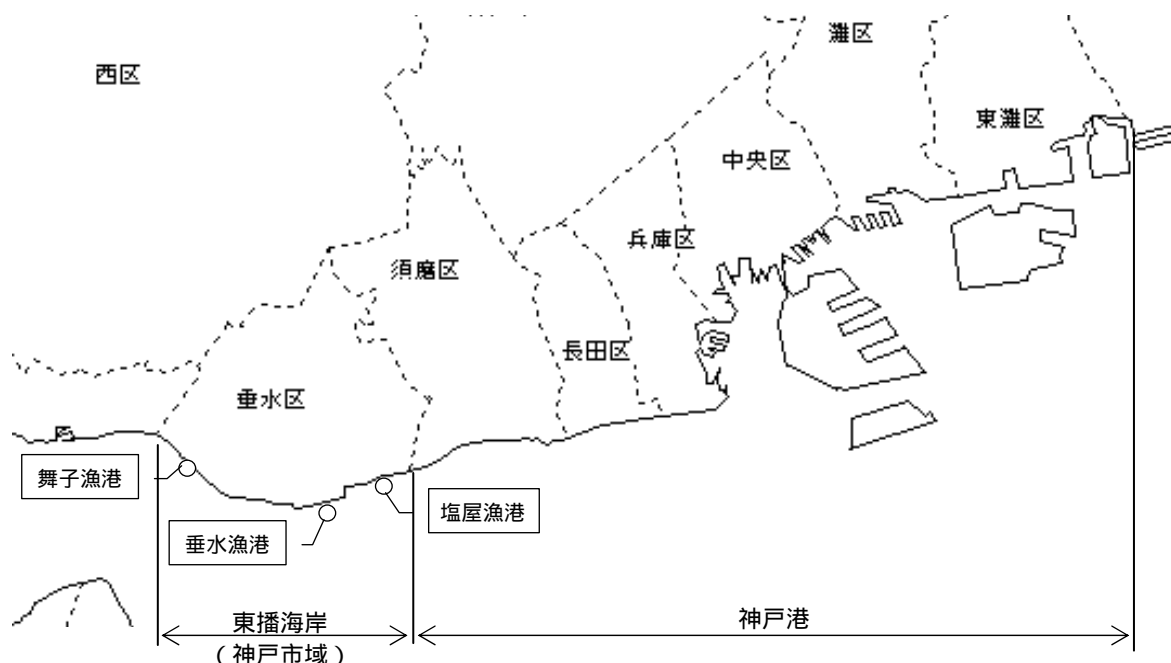 灘区
西区
東灘区
中央区
兵庫区
須磨区
長田区
垂水区
舞子漁港
塩屋漁港
垂水漁港
東播海岸
(神戸市域)
神戸港